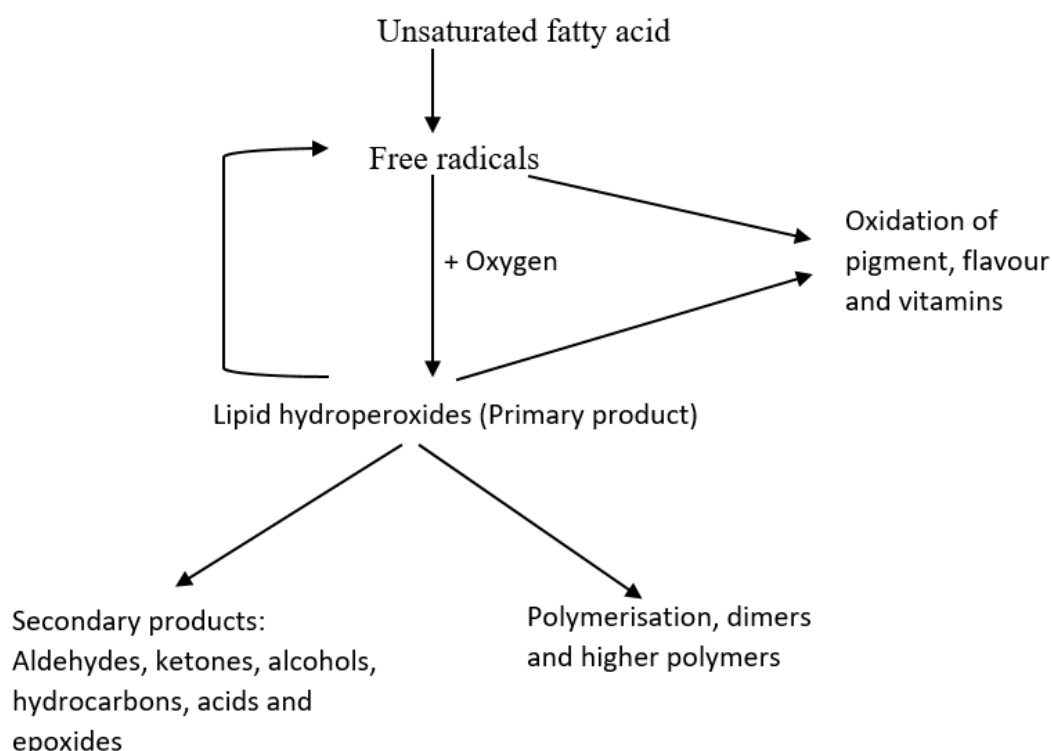 Unsaturated fatty acid
Free radicals
+ Oxygen
Oxidation of
pigment, flavour
and vitamins
Lipid hydroperoxides (Primary product)
Secondary products:
Aldehydes, ketones, alcohols,
hydrocarbons, acids and
epoxides
Polymerisation, dimers
and higher polymers